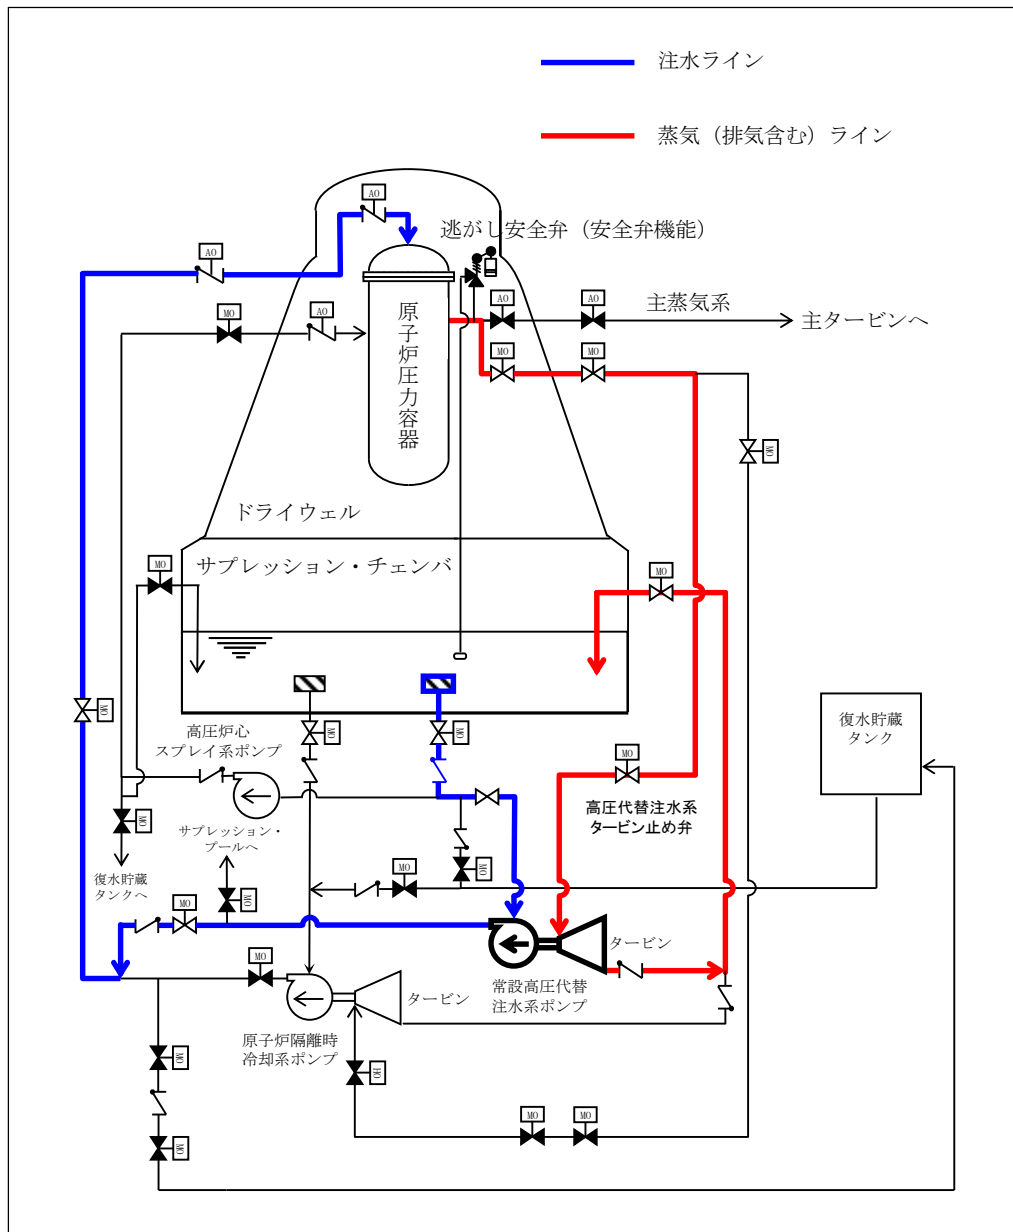 注水ライン
蒸気（排気含む）ライン
AO
逃がし安全弁（安全弁機能）
AO
MO
AO
AO
AO
主蒸気系
主タービンへ
MO
MO
原子炉圧力容器
MO
ドライウェル
サプレッション・チェンバ
MO
MO
MO
MO
MO
復水貯蔵
タンク
高圧炉心
スプレイ系ポンプ
MO
高圧代替注水系
タービン止め弁
MO
サプレッション・
プールへ
復水貯蔵
タンクへ
MO
MO
MO
MO
タービン
MO
常設高圧代替
注水系ポンプ
タービン
原子炉隔離時
冷却系ポンプ
MO
HO
MO
MO
MO